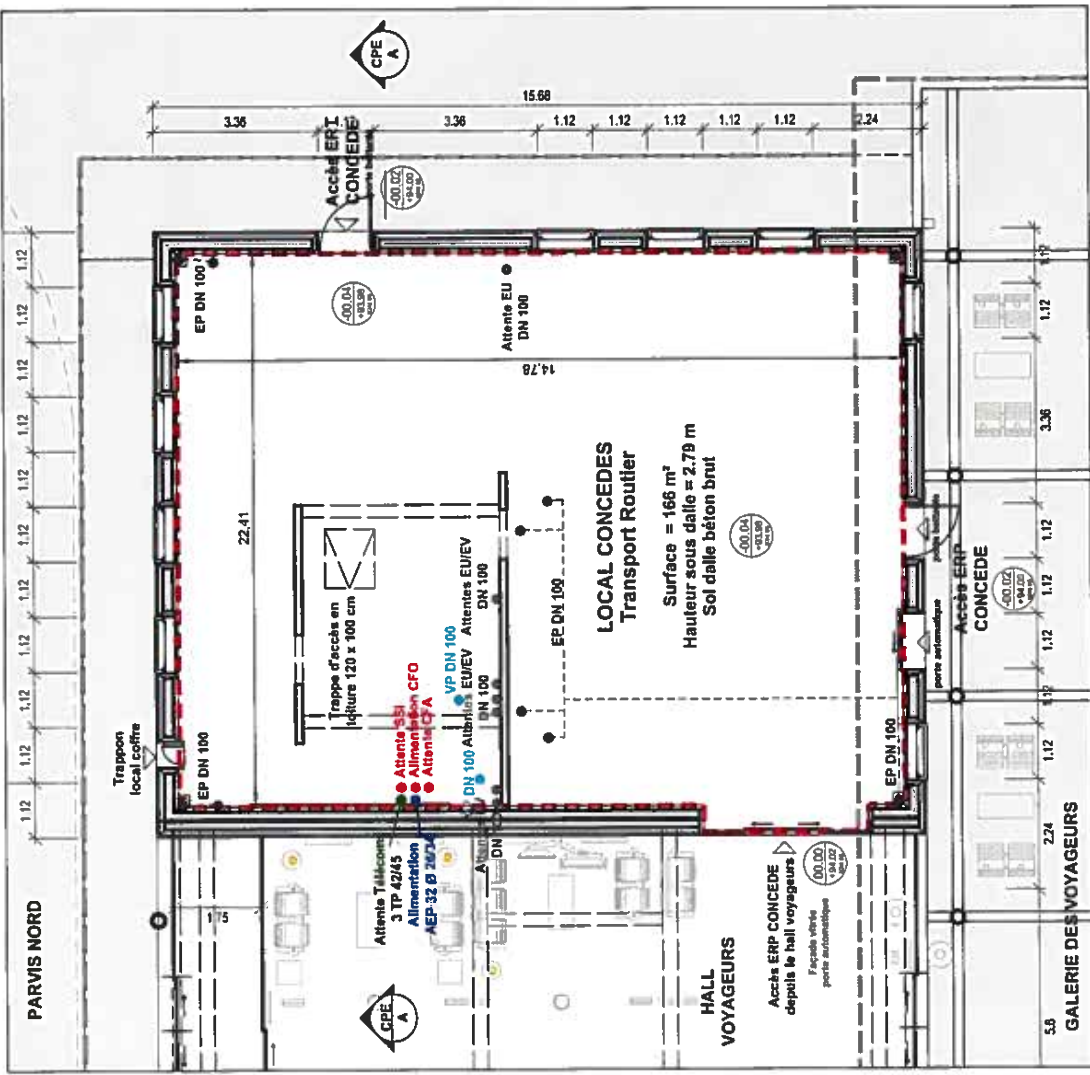 PARVIS NORD
1.12
1.12
1.12
1.12
1.12
1.12
1.12
1.12
1.12
1.12
CPE
A
15.68
3.36
3.36
1.12
1.12
1.12
1.12
1.12
2.24
Accès ERT
CONCEDE
-00.02
+94.00
Trappon
local coffre
EP DN 100
EP DN 100
22,41
-00.04
+93.98
Attente EU
DN 100
14,78
Trappe d'accès en
toiture 120 x 100 cm
Attente SSI
Alimentation CFO
Attente CFA
VP DN 100
Attentes EU/EV
DN 100
Attentes EU/EV
DN 100
DN 100
Attente Télécom
3 TP 42/45
Alimentation
AEP 32 Ø
DN
1.75
CPE
A
EP DN 100
LOCAL CONCEDES
Transport Routier
Surface = 166 m²
Hauteur sous dalle = 2.79 m
Sol dalle béton brut
-00.04
+93.98
HALL
VOYAGEURS
Accès ERP CONCEDE
depuis le hall voyageurs
Façade vitrée
porte automatique
00.00
+94.02
EP DN 100
porte automatique
Accès ERP
CONCEDE
-00.02
+94.00
5.6
2.24
1.12
1.12
1.12
1.12
1.12
3.36
1.12
1.12
GALERIE DES VOYAGEURS